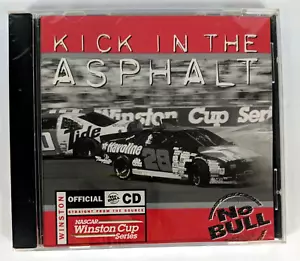 KICK IN THE
ASPHALT
Winston Cup
Series
Tide
Havoline
28
WINSTON
OFFICIAL
CD
STRAIGHT FROM THE SOURCE
NASCAR
Winston Cup
Series
NO
BULL